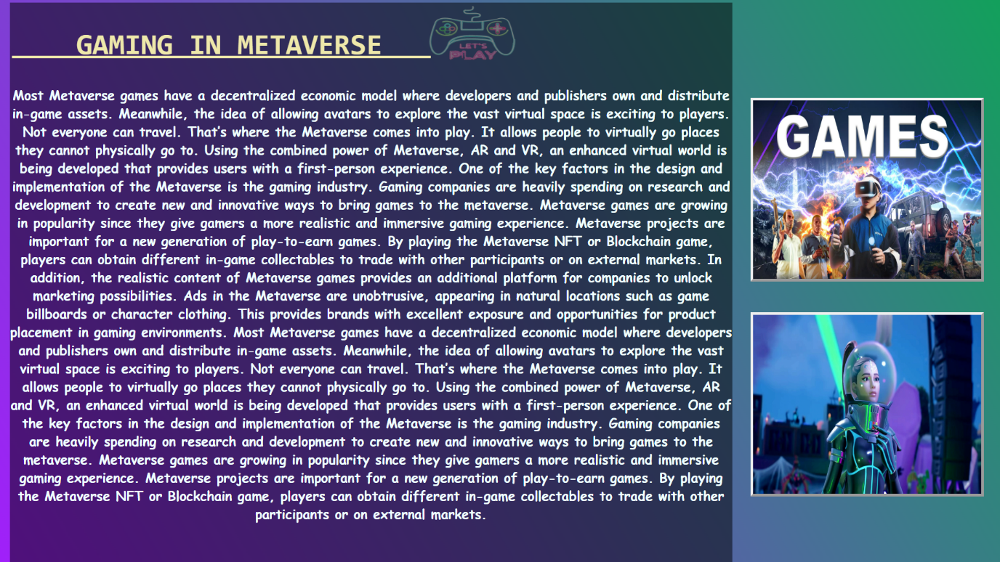 GAMING IN METAVERSE
LET'S
PLAY
Most Metaverse games have a decentralized economic model where developers and publishers own and distribute
in-game assets. Meanwhile, the idea of allowing avatars to explore the vast virtual space is exciting to players.
Not everyone can travel. That's where the Metaverse comes into play. It allows people to virtually go places
they cannot physically go to. Using the combined power of Metaverse, AR and VR, an enhanced virtual world is
being developed that provides users with a first-person experience. One of the key factors in the design and
implementation of the Metaverse is the gaming industry. Gaming companies are heavily spending on research and
development to create new and innovative ways to bring games to the metaverse. Metaverse games are growing
in popularity since they give gamers a more realistic and immersive gaming experience. Metaverse projects are
important for a new generation of play-to-earn games. By playing the Metaverse NFT or Blockchain game,
players can obtain different in-game collectables to trade with other participants or on external markets. In
addition, the realistic content of Metaverse games provides an additional platform for companies to unlock
marketing possibilities. Ads in the Metaverse are unobtrusive, appearing in natural locations such as game
billboards or character clothing. This provides brands with excellent exposure and opportunities for product
placement in gaming environments. Most Metaverse games have a decentralized economic model where developers
and publishers own and distribute in-game assets. Meanwhile, the idea of allowing avatars to explore the vast
virtual space is exciting to players. Not everyone can travel. That's where the Metaverse comes into play. It
allows people to virtually go places they cannot physically go to. Using the combined power of Metaverse, AR
and VR, an enhanced virtual world is being developed that provides users with a first-person experience. One of
the key factors in the design and implementation of the Metaverse is the gaming industry. Gaming companies
are heavily spending on research and development to create new and innovative ways to bring games to the
metaverse. Metaverse games are growing in popularity since they give gamers a more realistic and immersive
gaming experience. Metaverse projects are important for a new generation of play-to-earn games. By playing
the Metaverse NFT or Blockchain game, players can obtain different in-game collectables to trade with other
participants or on external markets.
GAMES